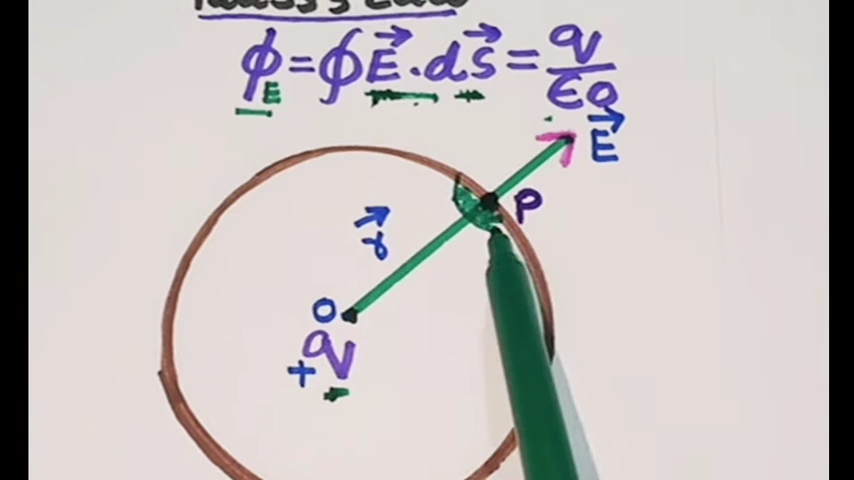 ϕE = ∮E⃗.dS⃗ = q/ϵ0
E⃗
P
r⃗
O
q
+